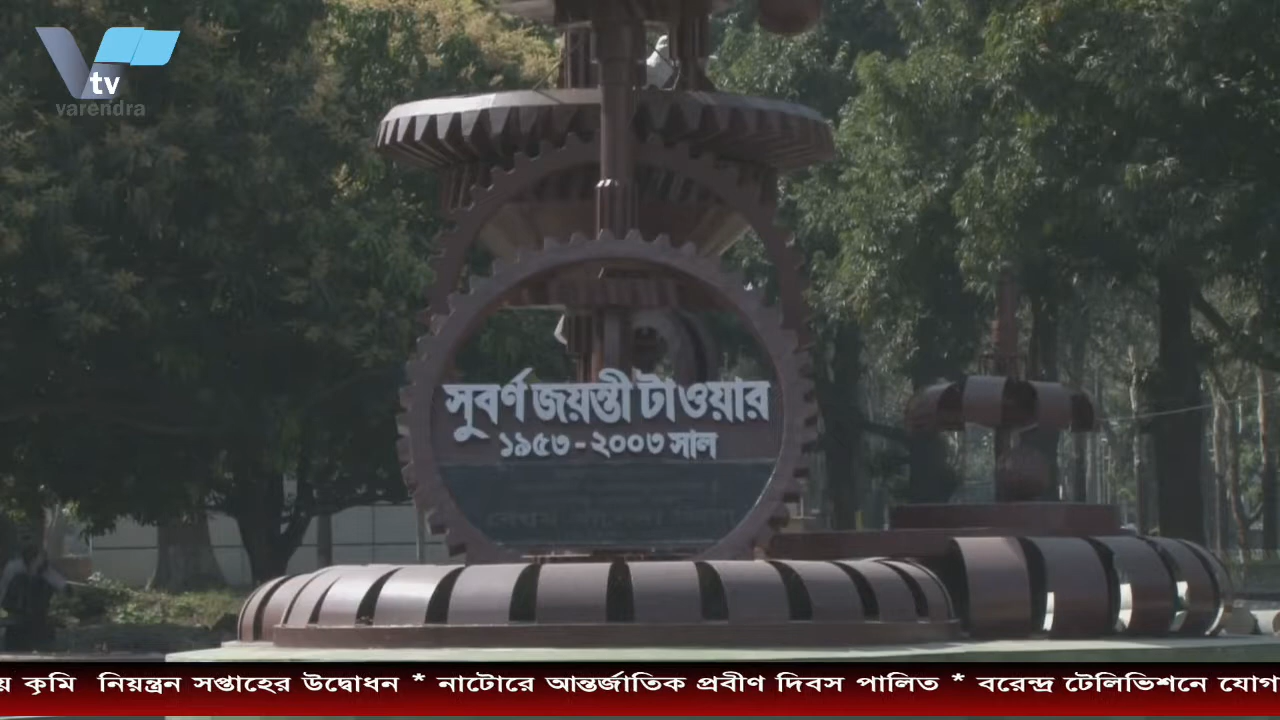 tv
varendra
সুবর্ণ জয়ন্তী টাওয়ার
১৯৫৩ - ২০০৩ সাল
য় কৃমি নিয়ন্ত্রন সপ্তাহের উদ্বোধন * নাটোরে আন্তর্জাতিক প্রবীণ দিবস পালিত * বরেন্দ্র টেলিভিশনে যোগ